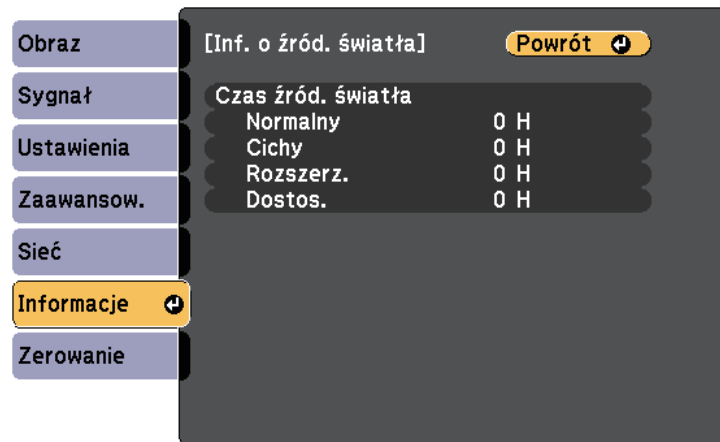 Obraz
Sygnał
Ustawienia
Zaawansow.
Sieć
Informacje
Zerowanie
[Inf. o źród. światła] Powrót
Czas źród. światła
Normalny 0 H
Cichy 0 H
Rozszerz. 0 H
Dostos. 0 H